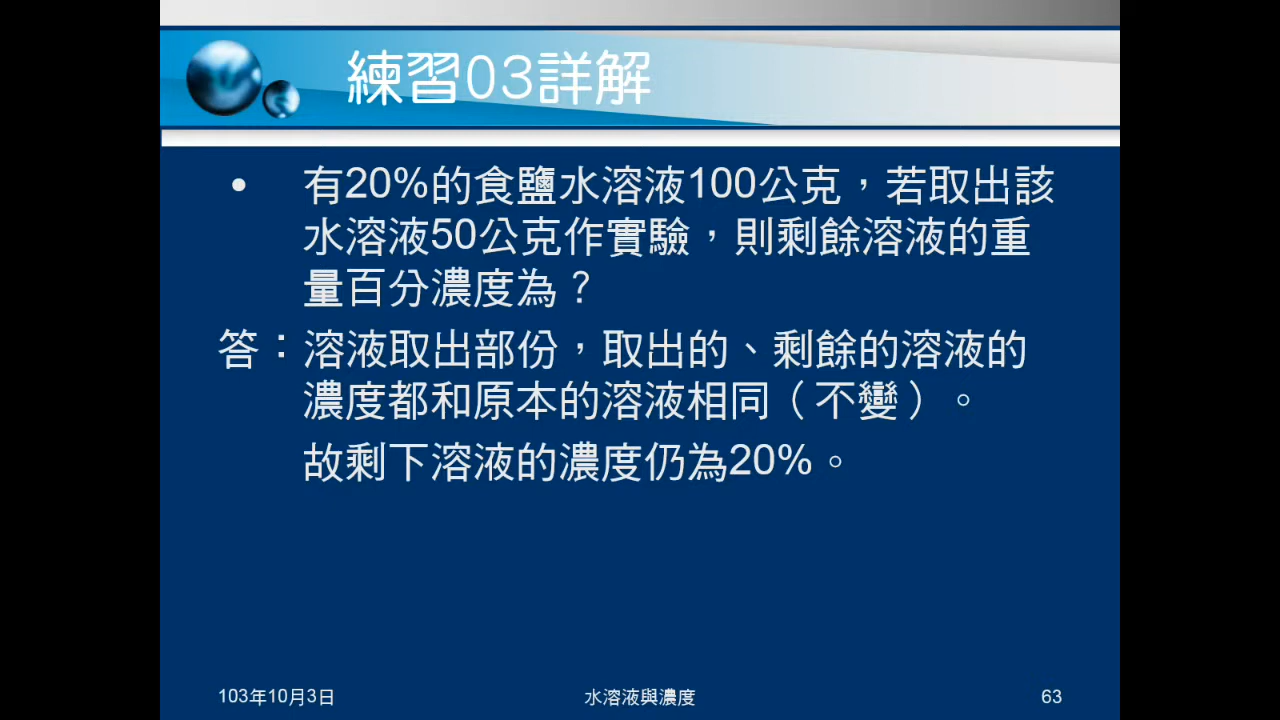 練習03詳解
• 有20%的食鹽水溶液100公克，若取出該
水溶液50公克作實驗，則剩餘溶液的重
量百分濃度為？
答：溶液取出部份，取出的、剩餘的溶液的
濃度都和原本的溶液相同（不變）。
故剩下溶液的濃度仍為20%。
103年10月3日
水溶液與濃度
63